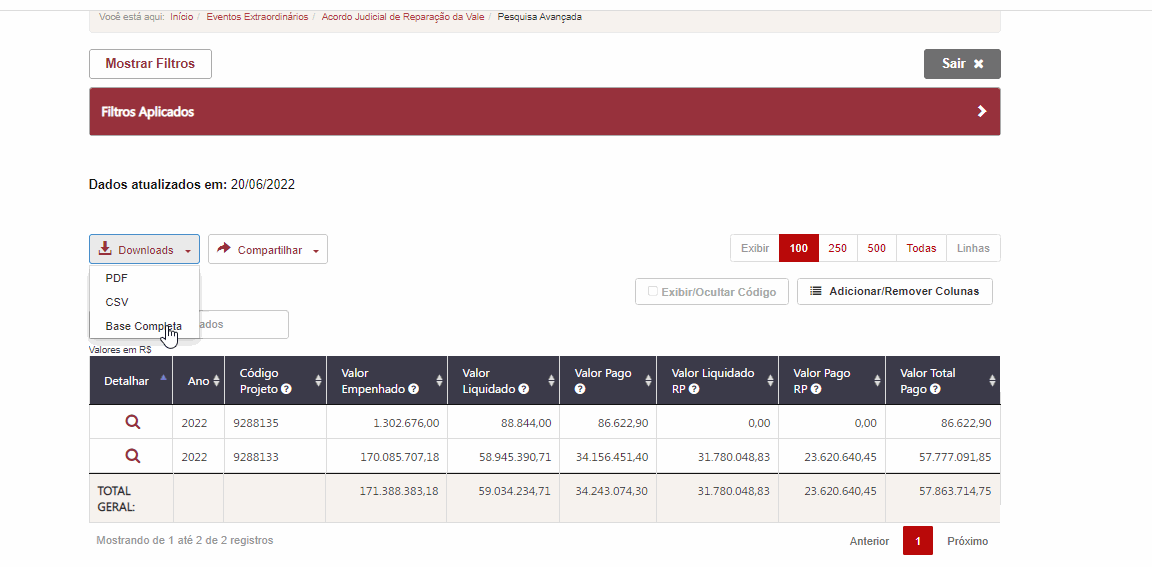 Você está aqui: Início / Eventos Extraordinários / Acordo Judicial de Reparação da Vale / Pesquisa Avançada
Mostrar Filtros
Sair ✖
Filtros Aplicados
Dados atualizados em: 20/06/2022
Downloads Compartilhar
Exibir 100 250 500 Todas Linhas
PDF
CSV
Base Completa
Exibir/Ocultar Código Adicionar/Remover Colunas
ados
Valores em R$
Detalhar Ano Código Projeto ? Valor Empenhado ? Valor Liquidado ? Valor Pago ? Valor Liquidado RP ? Valor Pago RP ? Valor Total Pago ?
2022 9288135 1.302.676,00 88.844,00 86.622,90 0,00 0,00 86.622,90
2022 9288133 170.085.707,18 58.945.390,71 34.156.451,40 31.780.048,83 23.620.640,45 57.777.091,85
TOTAL GERAL: 171.388.383,18 59.034.234,71 34.243.074,30 31.780.048,83 23.620.640,45 57.863.714,75
Mostrando de 1 até 2 de 2 registros
Anterior 1 Próximo